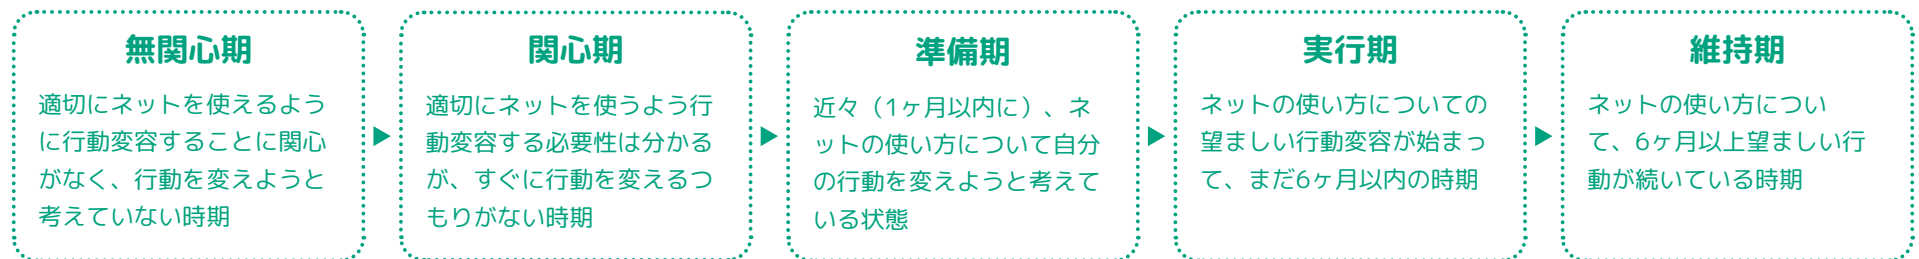 無関心期
適切にネットを使えるよう
に行動変容することに関心
がなく、行動を変えようと
考えていない時期
関心期
適切にネットを使うよう行
動変容する必要性は分かる
が、すぐに行動を変えるつ
もりがない時期
準備期
近々（1ヶ月以内に）、ネ
ットの使い方について自分
の行動を変えようと考えて
いる状態
実行期
ネットの使い方についての
望ましい行動変容が始まっ
て、まだ6ヶ月以内の時期
維持期
ネットの使い方につい
て、6ヶ月以上望ましい行
動が続いている時期